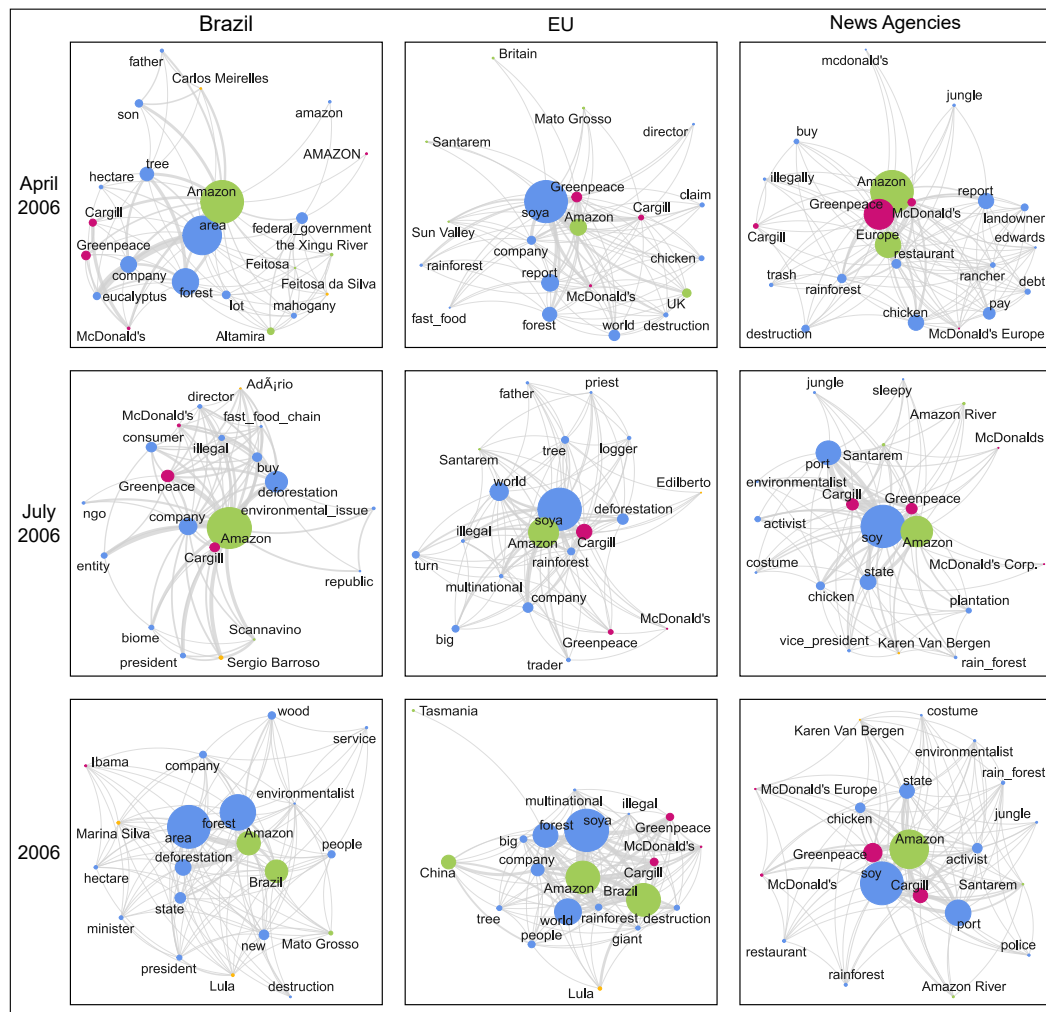 Brazil
EU
News Agencies
April
2006
father
Carlos Meirelles
son
amazon
AMAZON
tree
hectare
Amazon
Cargill
area
federal_government
Greenpeace
the Xingu River
company
Feitosa
eucalyptus
forest
Feitosa da Silva
lot
mahogany
McDonald's
Altamira
Britain
Mato Grosso
director
Santarem
Greenpeace
soya
claim
Amazon
Cargill
Sun Valley
company
chicken
rainforest
report
McDonald's
UK
fast_food
forest
world
destruction
mcdonald's
jungle
buy
illegally
Amazon
report
Greenpeace
McDonald's
landowner
Cargill
Europe
edwards
restaurant
trash
rancher
rainforest
debt
chicken
pay
destruction
McDonald's Europe
July
2006
AdÃ¡rio
director
McDonald's
fast_food_chain
consumer
illegal
buy
Greenpeace
deforestation
ngo
company
environmental_issue
Amazon
Cargill
entity
republic
biome
Scannavino
president
Sergio Barroso
father
priest
tree
logger
Santarem
world
Edilberto
soya
deforestation
illegal
Amazon
Cargill
turn
rainforest
multinational
company
big
McDonald's
Greenpeace
trader
jungle
sleepy
Amazon River
McDonalds
port
Santarem
environmentalist
Cargill
Greenpeace
activist
soy
Amazon
costume
state
McDonald's Corp.
chicken
plantation
vice_president
Karen Van Bergen
rain_forest
2006
wood
service
company
Ibama
environmentalist
forest
Marina Silva
area
Amazon
deforestation
people
hectare
Brazil
state
minister
new
Mato Grosso
president
Lula
destruction
Tasmania
multinational
illegal
soya
forest
Greenpeace
big
McDonald's
company
Cargill
China
Amazon
Brazil
tree
world
rainforest
destruction
people
giant
Lula
costume
Karen Van Bergen
environmentalist
state
rain_forest
McDonald's Europe
chicken
jungle
Amazon
Greenpeace
activist
McDonald's
soy
Cargill
Santarem
port
restaurant
police
rainforest
Amazon River